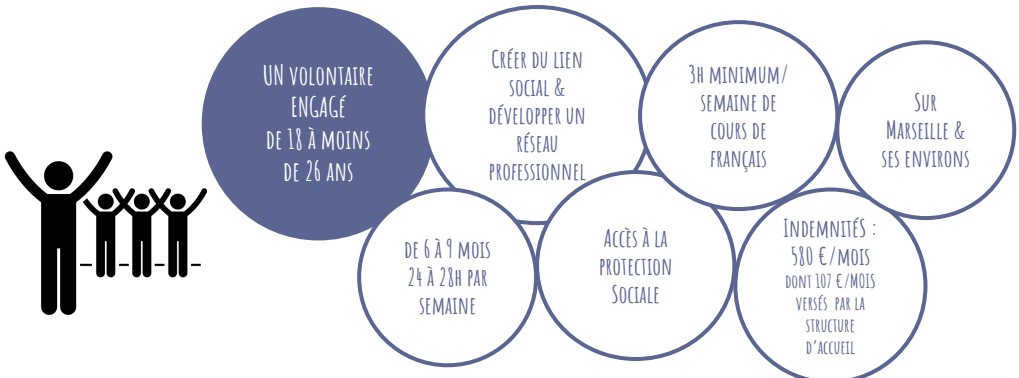 UN VOLONTAIRE
ENGAGÉ
DE 18 À MOINS
DE 26 ANS
CRÉER DU LIEN
SOCIAL &
DÉVELOPPER UN
RÉSEAU
PROFESSIONNEL
3H MINIMUM/
SEMAINE DE
COURS DE
FRANÇAIS
SUR
MARSEILLE &
SES ENVIRONS
DE 6 À 9 MOIS
24 À 28H PAR
SEMAINE
ACCÈS À LA
PROTECTION
SOCIALE
INDEMNITÉS :
580 €/MOIS
DONT 107 €/MOIS
VERSÉS PAR LA
STRUCTURE
D'ACCUEIL